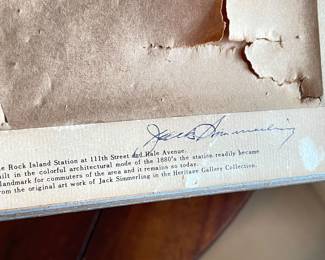 Jack Simmerling
e Rock Island Station at 111th Street and Hale Avenue.
ilt in the colorful architectural mode of the 1880's the station readily became
landmark for commuters of the area and it remains so today.
rom the original art work of Jack Simmerling in the Heritage Gallery Collection.